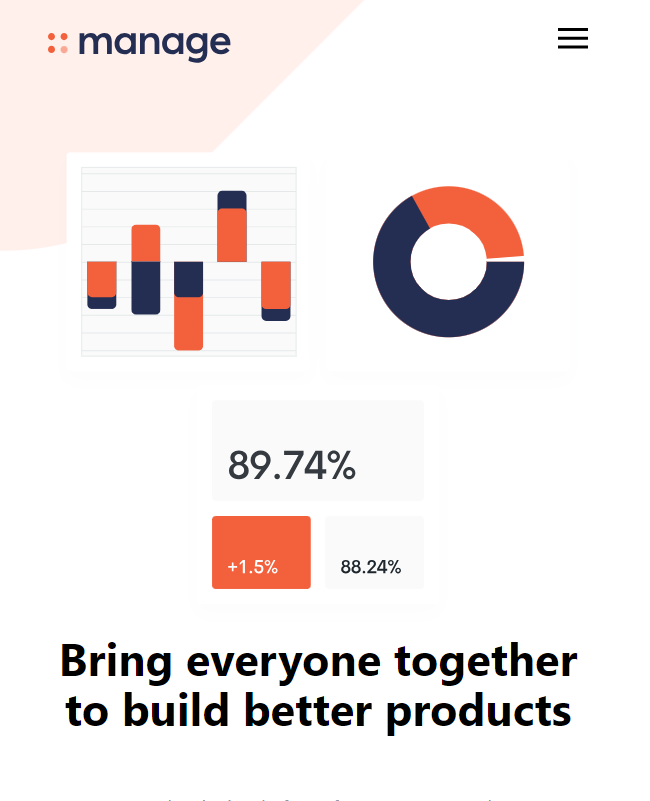 manage
89.74%
+1.5%
88.24%
Bring everyone together
to build better products